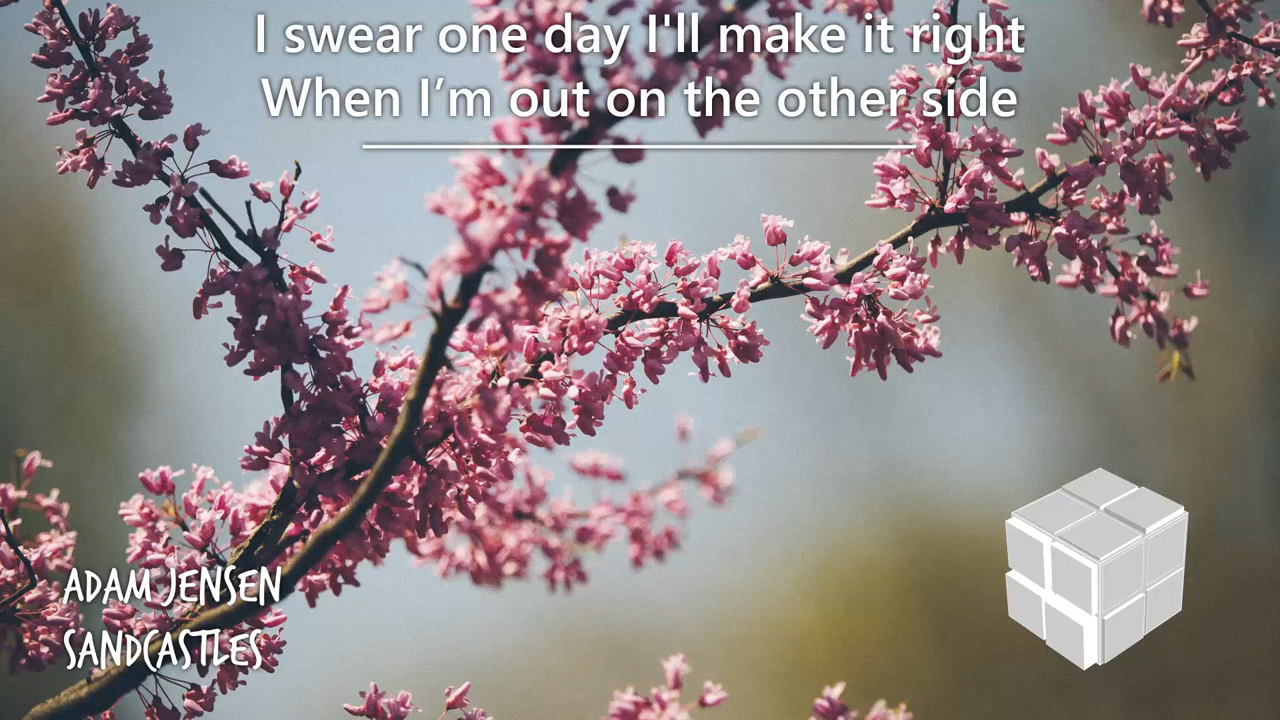 I swear one day I'll make it right
When I’m out on the other side
ADAM JENSEN
SANDCASTLES